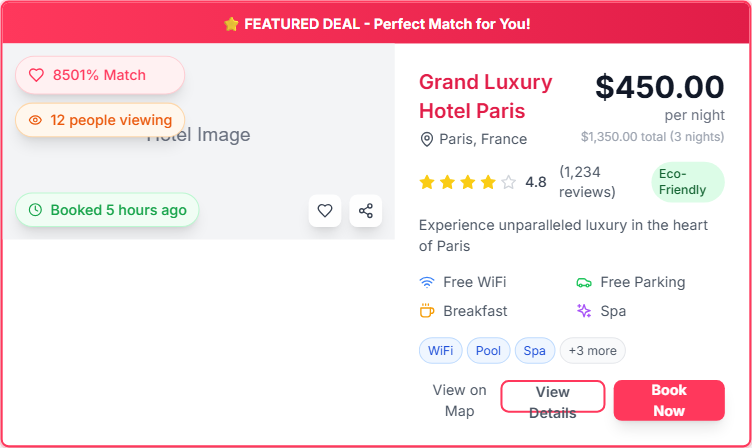 ⭐ FEATURED DEAL - Perfect Match for You!
8501% Match
12 people viewing
Hotel Image
Booked 5 hours ago
Grand Luxury
Hotel Paris
$450.00
per night
Paris, France
$1,350.00 total (3 nights)
4.8
(1,234
reviews)
Eco-
Friendly
Experience unparalleled luxury in the heart
of Paris
Free WiFi
Free Parking
Breakfast
Spa
WiFi
Pool
Spa
+3 more
View on
Map
View
Details
Book
Now